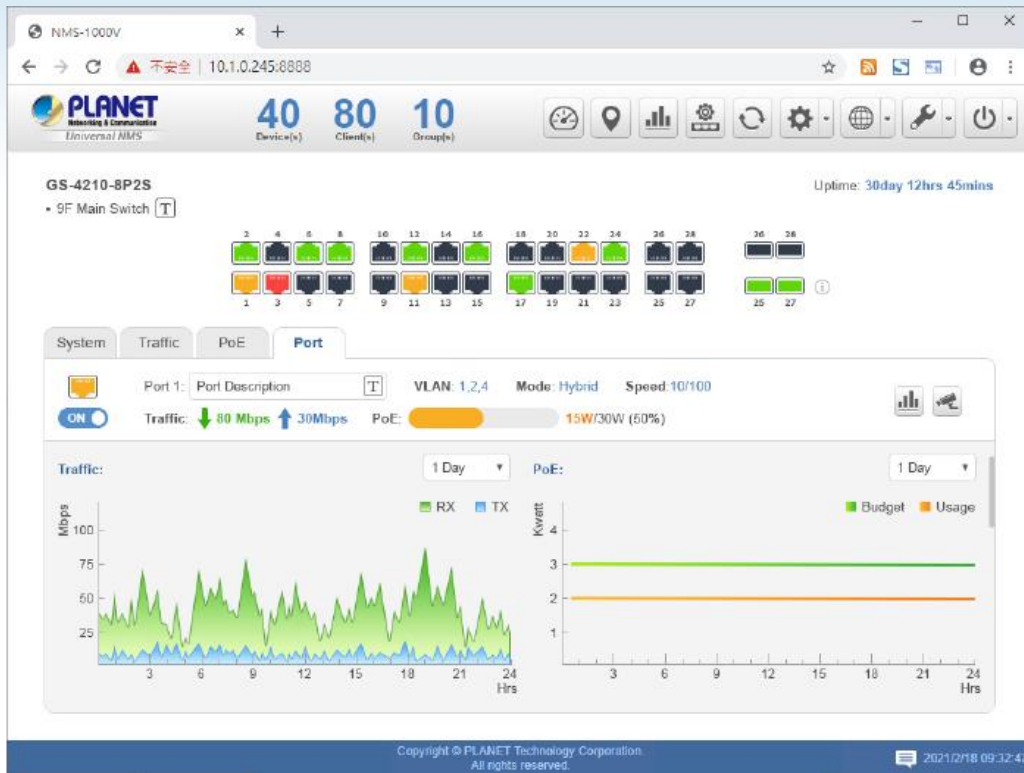 NMS-1000V
不安全 | 10.1.0.245:8888
PLANET
Networking & Communication
Universal NMS
40 80 10
Device(s) Client(s) Group(s)
GS-4210-8P2S
Uptime: 30day 12hrs 45mins
• 9F Main Switch T
2 4 6 8 10 12 14 16 18 20 22 24 26 28 26 28
1 3 5 7 9 11 13 15 17 19 21 23 25 27 25 27
System Traffic PoE Port
Port 1: Port Description T VLAN: 1,2,4 Mode: Hybrid Speed:10/100
ON Traffic: 80 Mbps 30Mbps PoE: 15W/30W (50%)
Traffic: 1 Day PoE: 1 Day
RX TX Budget Usage
Mbps
100
75
50
25
3 6 9 12 15 18 21 24
Hrs
Kwatt
4
3
2
1
3 6 9 12 15 18 21 24
Hrs
Copyright © PLANET Technology Corporation.
All rights reserved.
2021/2/18 09:32:43